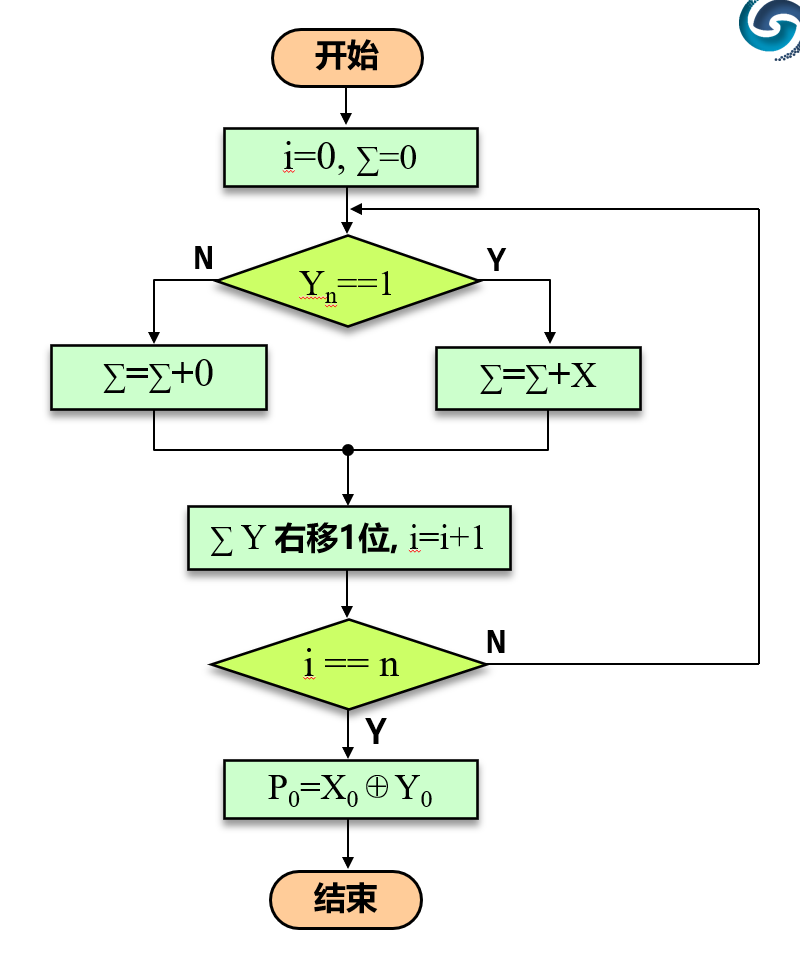 开始
i=0, ∑=0
N
Y
Yₙ==1
∑=∑+0
∑=∑+X
∑ Y 右移1位, i=i+1
N
i == n
Y
P₀=X₀⊕Y₀
结束